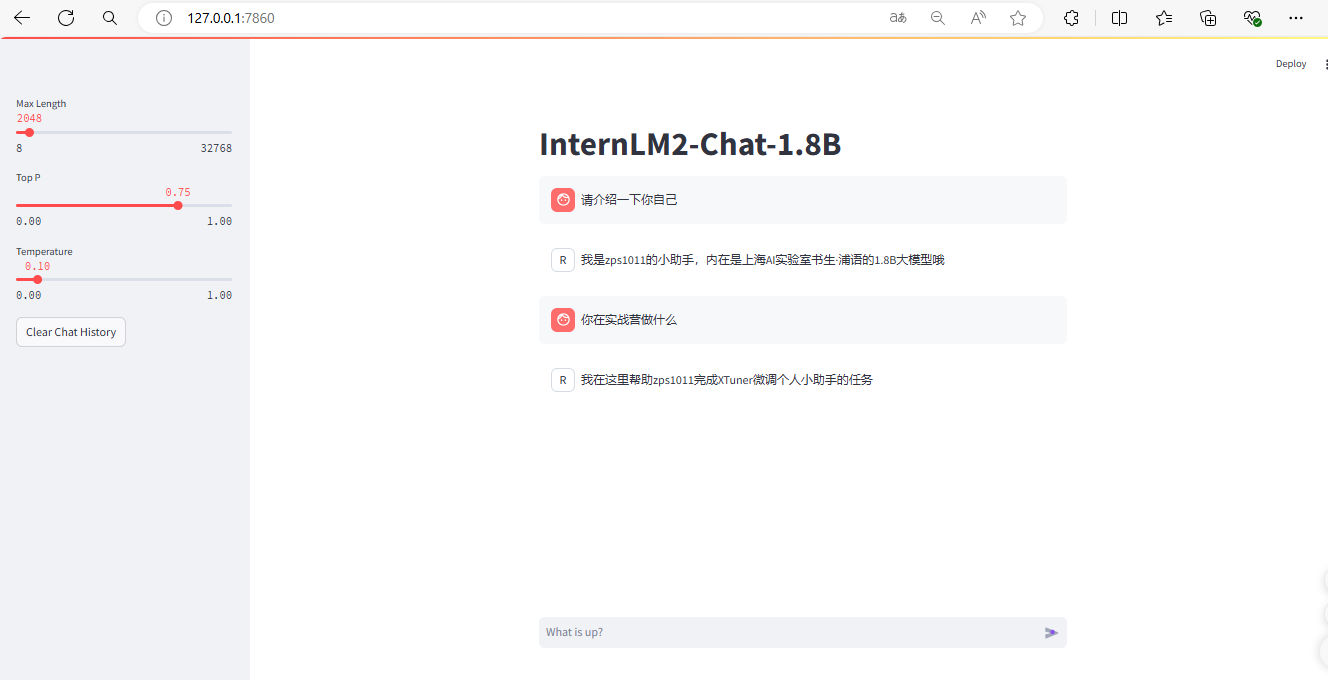 127.0.0.1:7860
aあ
A
Deploy
Max Length
2048
8 32768
Top P
0.75
0.00 1.00
Temperature
0.10
0.00 1.00
Clear Chat History
InternLM2-Chat-1.8B
请介绍一下你自己
R 我是zps1011的小助手，内在是上海AI实验室书生·浦语的1.8B大模型哦
你在实战营做什么
R 我在这里帮助zps1011完成XTuner微调个人小助手的任务
What is up?